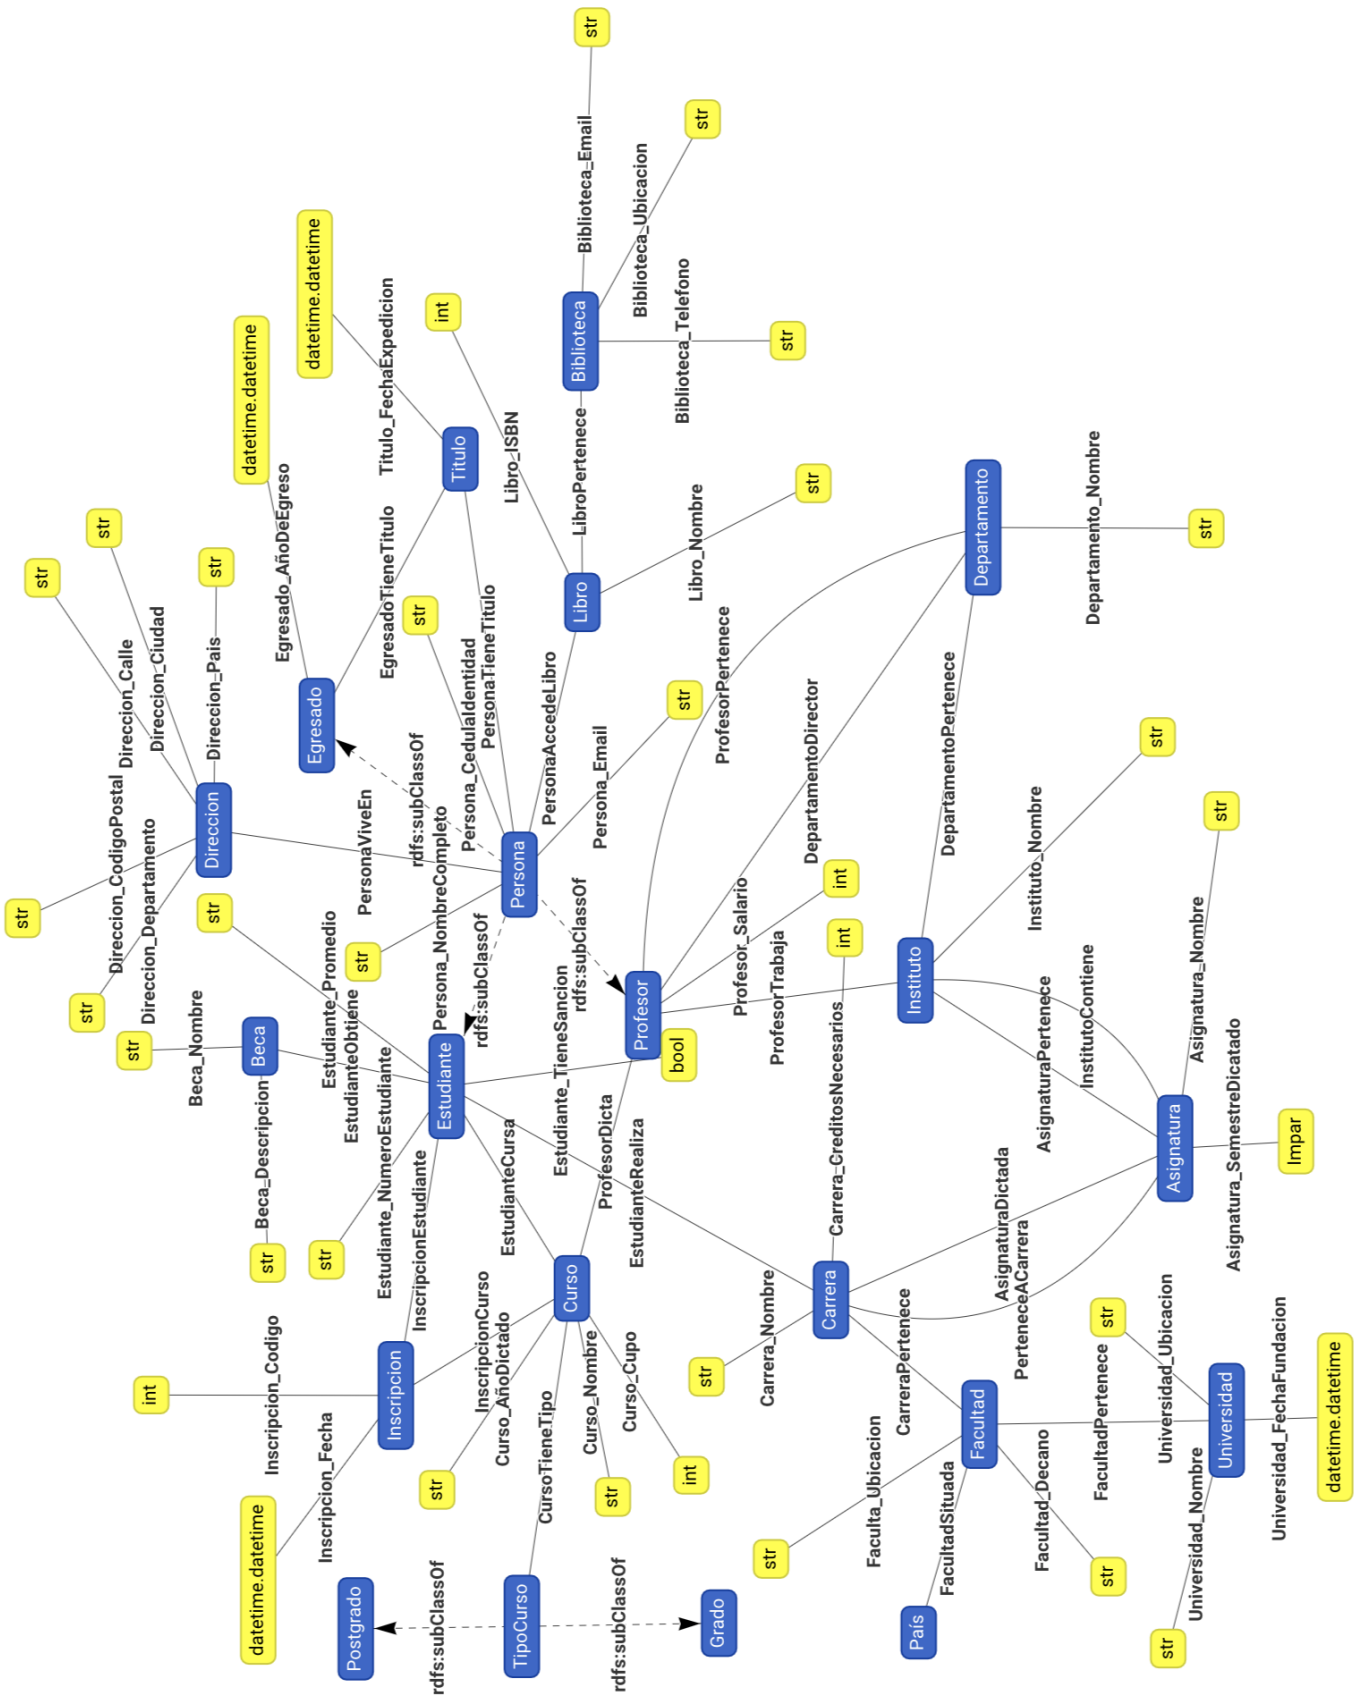 str
Biblioteca_Email
str
Biblioteca_Ubicacion
Biblioteca_Telefono
str
Biblioteca
datetime.datetime
Titulo_FechaExpedicion
datetime.datetime
Egresado_AñoDeEgreso
int
Libro_ISBN
Titulo
EgresadoTieneTitulo
LibroPertenece
str
Libro_Nombre
Libro
Departamento
Departamento_Nombre
str
str
str
str
Direccion_Calle
Direccion_Ciudad
Direccion_Pais
Direccion_CodigoPostal
Direccion_Departamento
str
str
Direccion
Egresado
str
Persona_CedulaIdentidad
PersonaTieneTitulo
PersonaAccedeLibro
str
Persona_Email
ProfesorPertenece
DepartamentoDirector
DepartamentoPertenece
PersonaViveEn
rdfs:subClassOf
Persona
str
Persona_NombreCompleto
rdfs:subClassOf
rdfs:subClassOf
str
Estudiante_Promedio
EstudianteObtiene
Beca_Nombre
str
Beca
Beca_Descripcion
str
Estudiante
Estudiante_TieneSancion
Profesor
bool
Profesor_Salario
ProfesorTrabaja
int
int
Carrera_CreditosNecesarios
Instituto
Instituto_Nombre
str
str
Asignatura_Nombre
AsignaturaPertenece
InstitutoContiene
Asignatura
Asignatura_SemestreDicatado
Impar
Estudiante_NumeroEstudiante
str
InscripcionEstudiante
EstudianteCursa
ProfesorDicta
EstudianteRealiza
Curso
InscripcionCurso
Curso_AñoDictado
CursoTieneTipo
Curso_Nombre
Curso_Cupo
str
str
int
Inscripcion_Codigo
int
Inscripcion
Inscripcion_Fecha
datetime.datetime
Carrera
Carrera_Nombre
str
AsignaturaDictada
PerteneceACarrera
CarreraPertenece
Facultad
Faculta_Ubicacion
str
FacultadSituada
País
Facultad_Decano
str
FacultadPertenece
str
Universidad_Ubicacion
Universidad
Universidad_FechaFundacion
datetime.datetime
Universidad_Nombre
str
Postgrado
rdfs:subClassOf
TipoCurso
rdfs:subClassOf
Grado